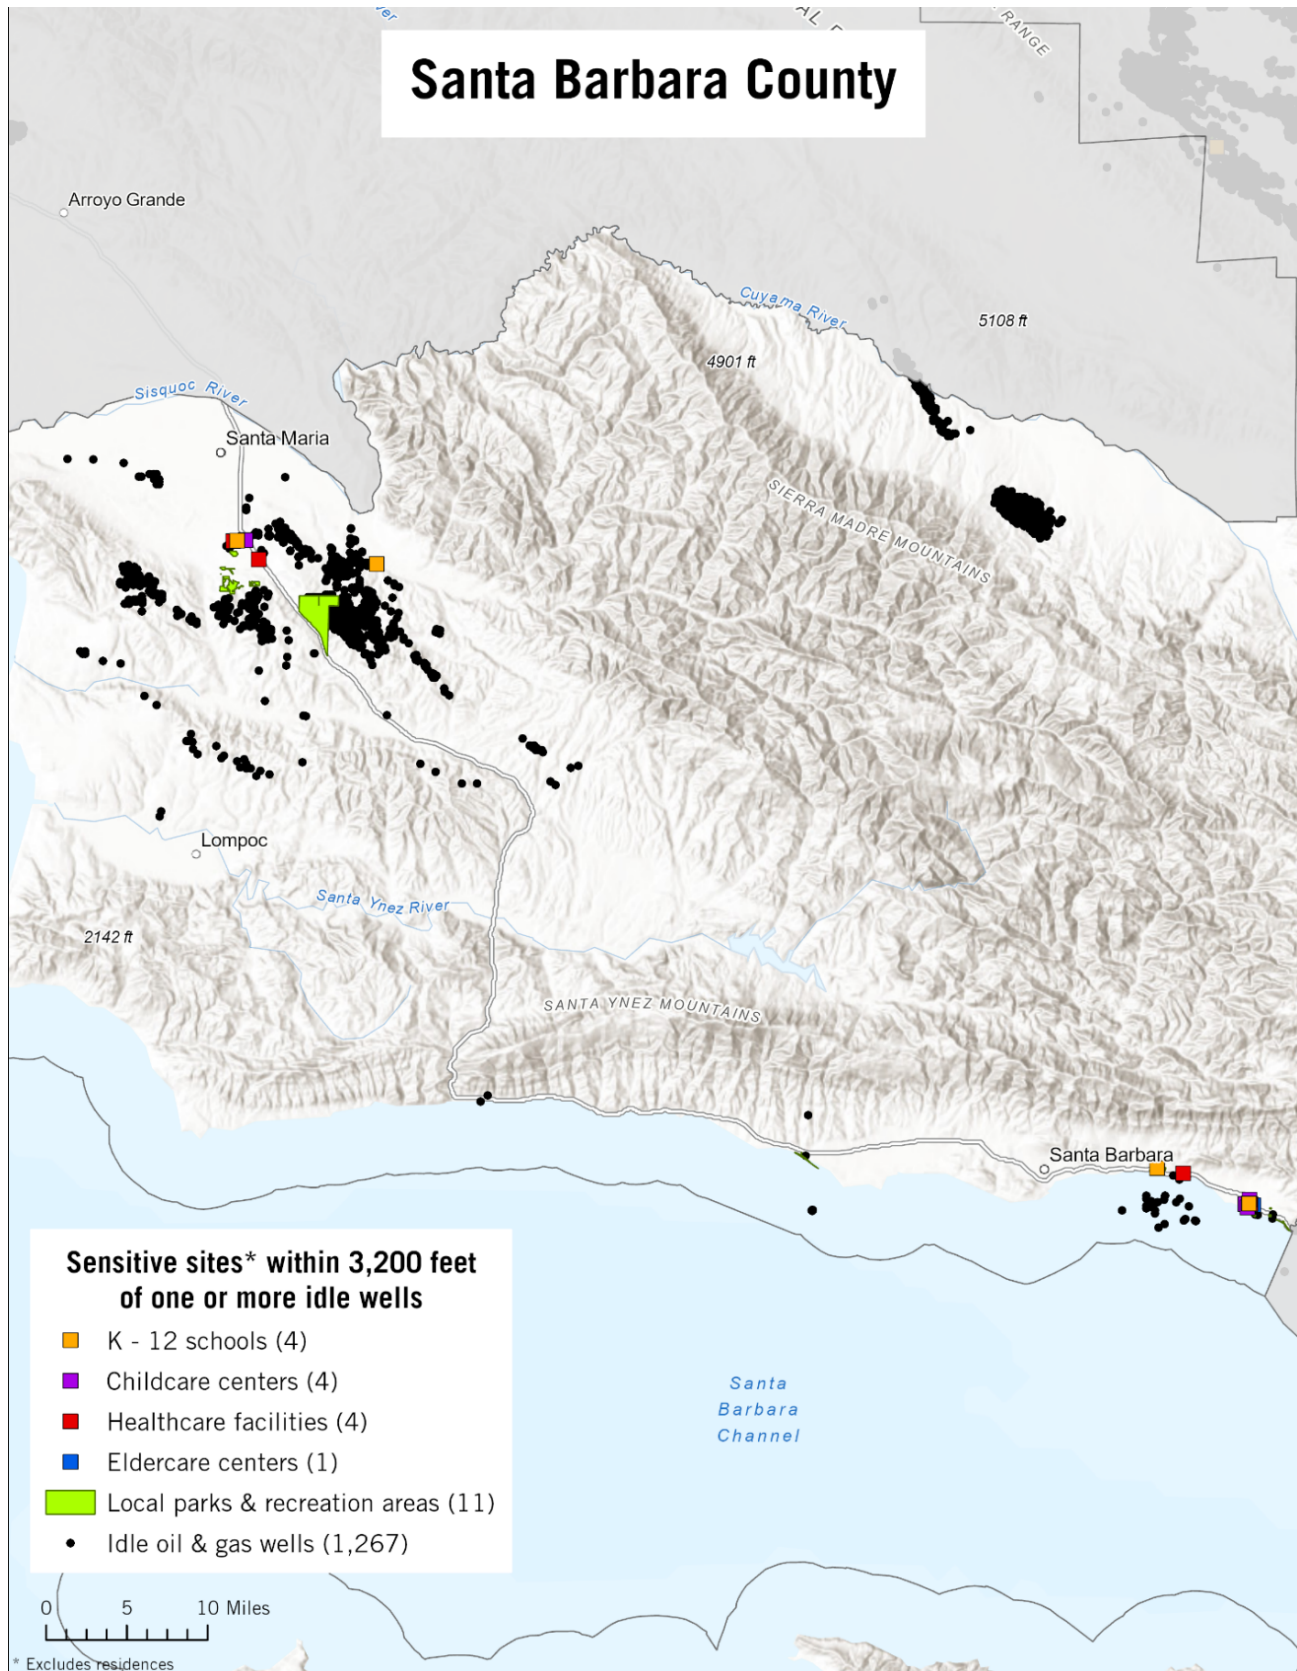 Santa Barbara County
RANGE
Arroyo Grande
Cuyama River
5108 ft
4901 ft
Sisquoc River
Santa Maria
SIERRA MADRE MOUNTAINS
Lompoc
Santa Ynez River
2142 ft
SANTA YNEZ MOUNTAINS
Santa Barbara
Sensitive sites* within 3,200 feet
of one or more idle wells
K - 12 schools (4)
Childcare centers (4)
Healthcare facilities (4)
Eldercare centers (1)
Local parks & recreation areas (11)
Idle oil & gas wells (1,267)
Santa
Barbara
Channel
0 5 10 Miles
* Excludes residences